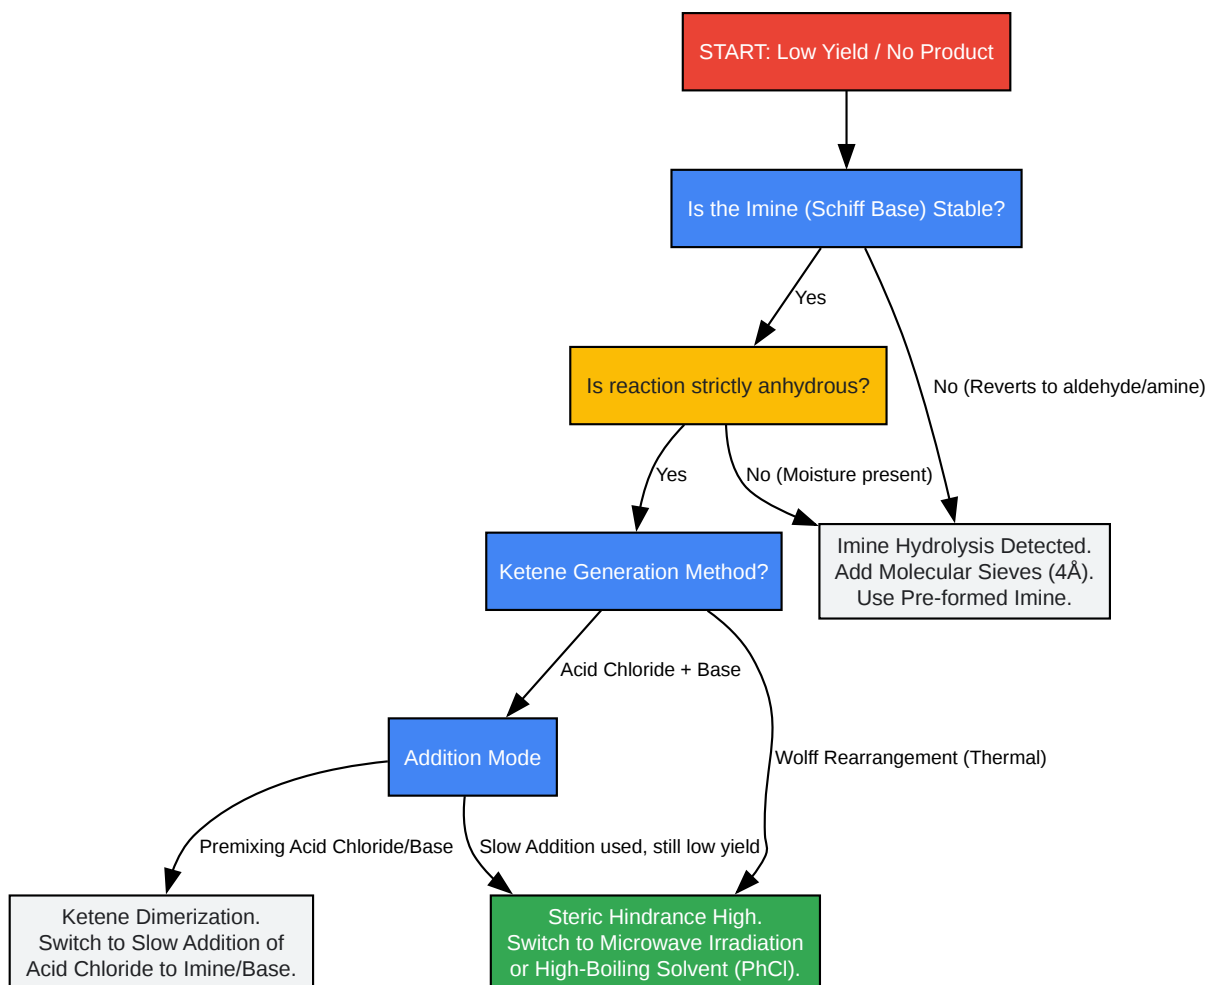 START: Low Yield / No Product
Is the Imine (Schiff Base) Stable?
Yes
Is reaction strictly anhydrous?
No (Reverts to aldehyde/amine)
Yes
No (Moisture present)
Imine Hydrolysis Detected.
Add Molecular Sieves (4Å).
Use Pre-formed Imine.
Ketene Generation Method?
Acid Chloride + Base
Addition Mode
Wolff Rearrangement (Thermal)
Premixing Acid Chloride/Base
Slow Addition used, still low yield
Ketene Dimerization.
Switch to Slow Addition of
Acid Chloride to Imine/Base.
Steric Hindrance High.
Switch to Microwave Irradiation
or High-Boiling Solvent (PhCl).